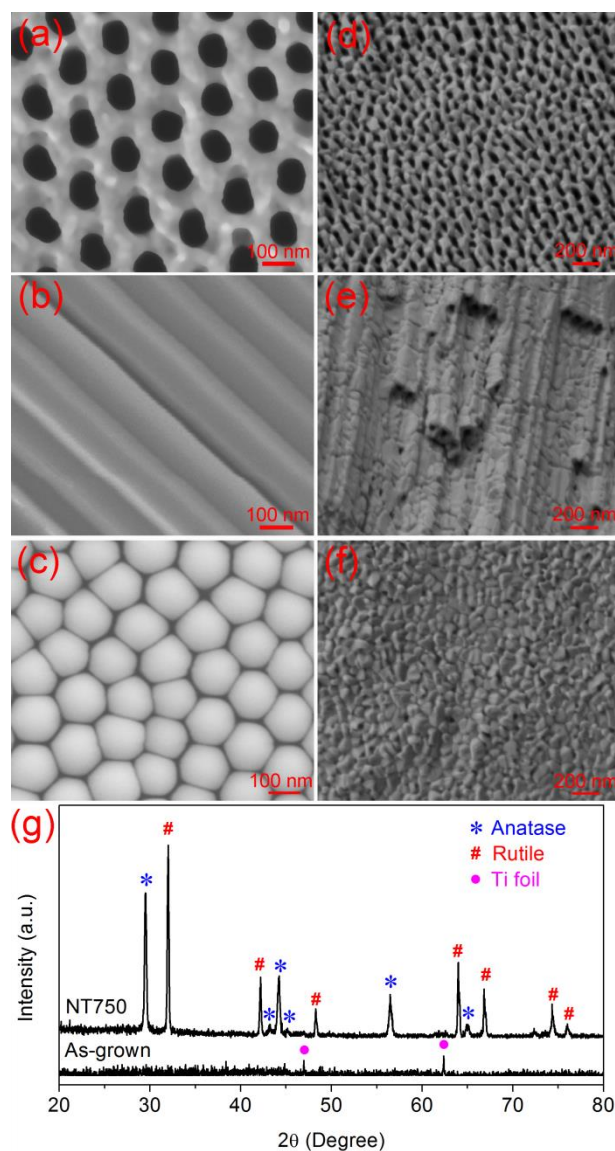 (a)
100 nm
(d)
200 nm
(b)
100 nm
(e)
200 nm
(c)
100 nm
(f)
200 nm
(g)
#
*
* Anatase
# Rutile
● Ti foil
Intensity (a.u.)
# * * * # * # * # # #
NT750
As-grown
● ●
20 30 40 50 60 70 80
2θ (Degree)